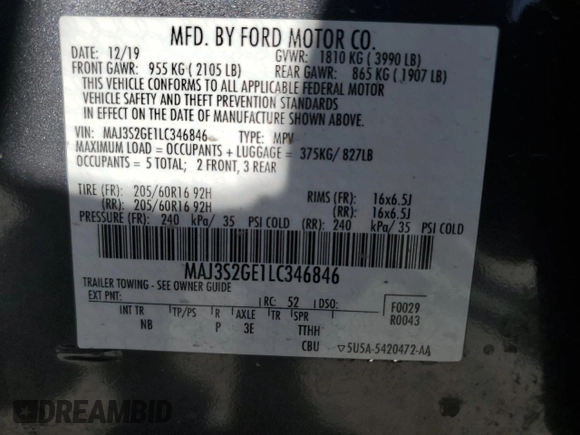 MFD. BY FORD MOTOR CO.
DATE: 12/19 GVWR: 1810 KG ( 3990 LB)
FRONT GAWR: 955 KG ( 2105 LB) REAR GAWR: 865 KG ( 1907 LB)
THIS VEHICLE CONFORMS TO ALL APPLICABLE FEDERAL MOTOR
VEHICLE SAFETY AND THEFT PREVENTION STANDARDS
IN EFFECT ON THE DATE OF MANUFACTURE SHOWN ABOVE.
VIN: MAJ3S2GE1LC346846 TYPE: MPV
MAXIMUM LOAD = OCCUPANTS + LUGGAGE = 375KG/ 827LB
OCCUPANTS = 5 TOTAL; 2 FRONT, 3 REAR
TIRE (FR): 205/60R16 92H RIMS (FR): 16x6.5J
(RR): 205/60R16 92H (RR): 16x6.5J
PRESSURE (FR): 240 kPa/ 35 PSI COLD (RR): 240 kPa/ 35 PSI COLD
MAJ3S2GE1LC346846
TRAILER TOWING - SEE OWNER GUIDE
EXT PNT: RC: 52 DSO: F0029
INT TR TP/PS R AXLE TR SPR R0043
NB P 3E TTHH
CBU ▽5U5A-5420472-AA
DREAMBID